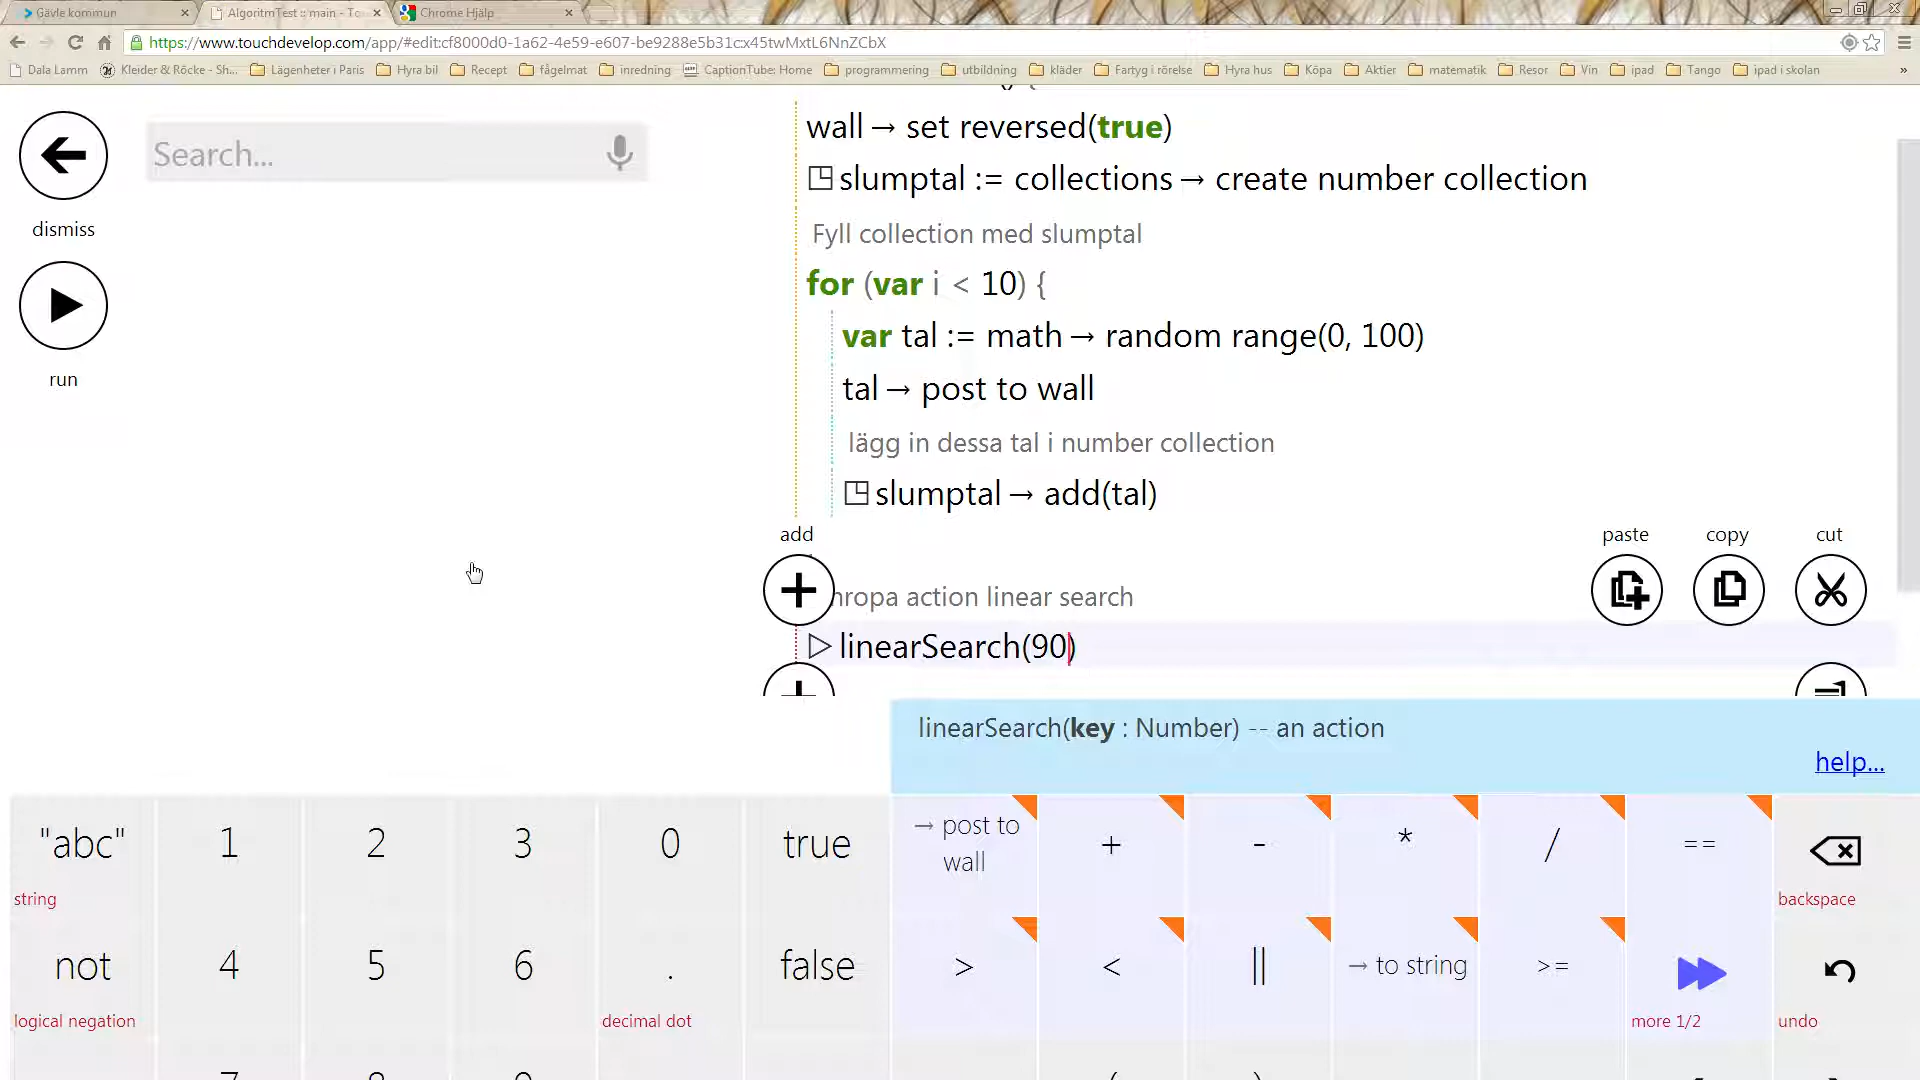 Gävle kommun
AlgoritmTest :: main - To
Chrome Hjälp
https://www.touchdevelop.com/app/#edit:cf8000d0-1a62-4e59-e607-be9288e5b31c:x45twMxtL6NnZCbX
Dala Lamm
Kleider & Röcke - Sh...
Lägenheter i Paris
Hyra bil
Recept
fågelmat
inredning
CaptionTube: Home
programmering
utbildning
kläder
Fartyg i rörelse
Hyra hus
Köpa
Aktier
matematik
Resor
Vin
ipad
Tango
ipad i skolan
»
Search...
dismiss
run
wall → set reversed(true)
slumptal := collections → create number collection
Fyll collection med slumptal
for (var i < 10) {
var tal := math → random range(0, 100)
tal → post to wall
lägg in dessa tal i number collection
slumptal → add(tal)
add
paste
copy
cut
nropa action linear search
linearSearch(90)
linearSearch(key : Number) -- an action
help...
"abc"
string
1
2
3
0
true
→ post to
wall
+
-
*
/
==
backspace
not
logical negation
4
5
6
.
decimal dot
false
>
<
||
→ to string
>=
more 1/2
undo